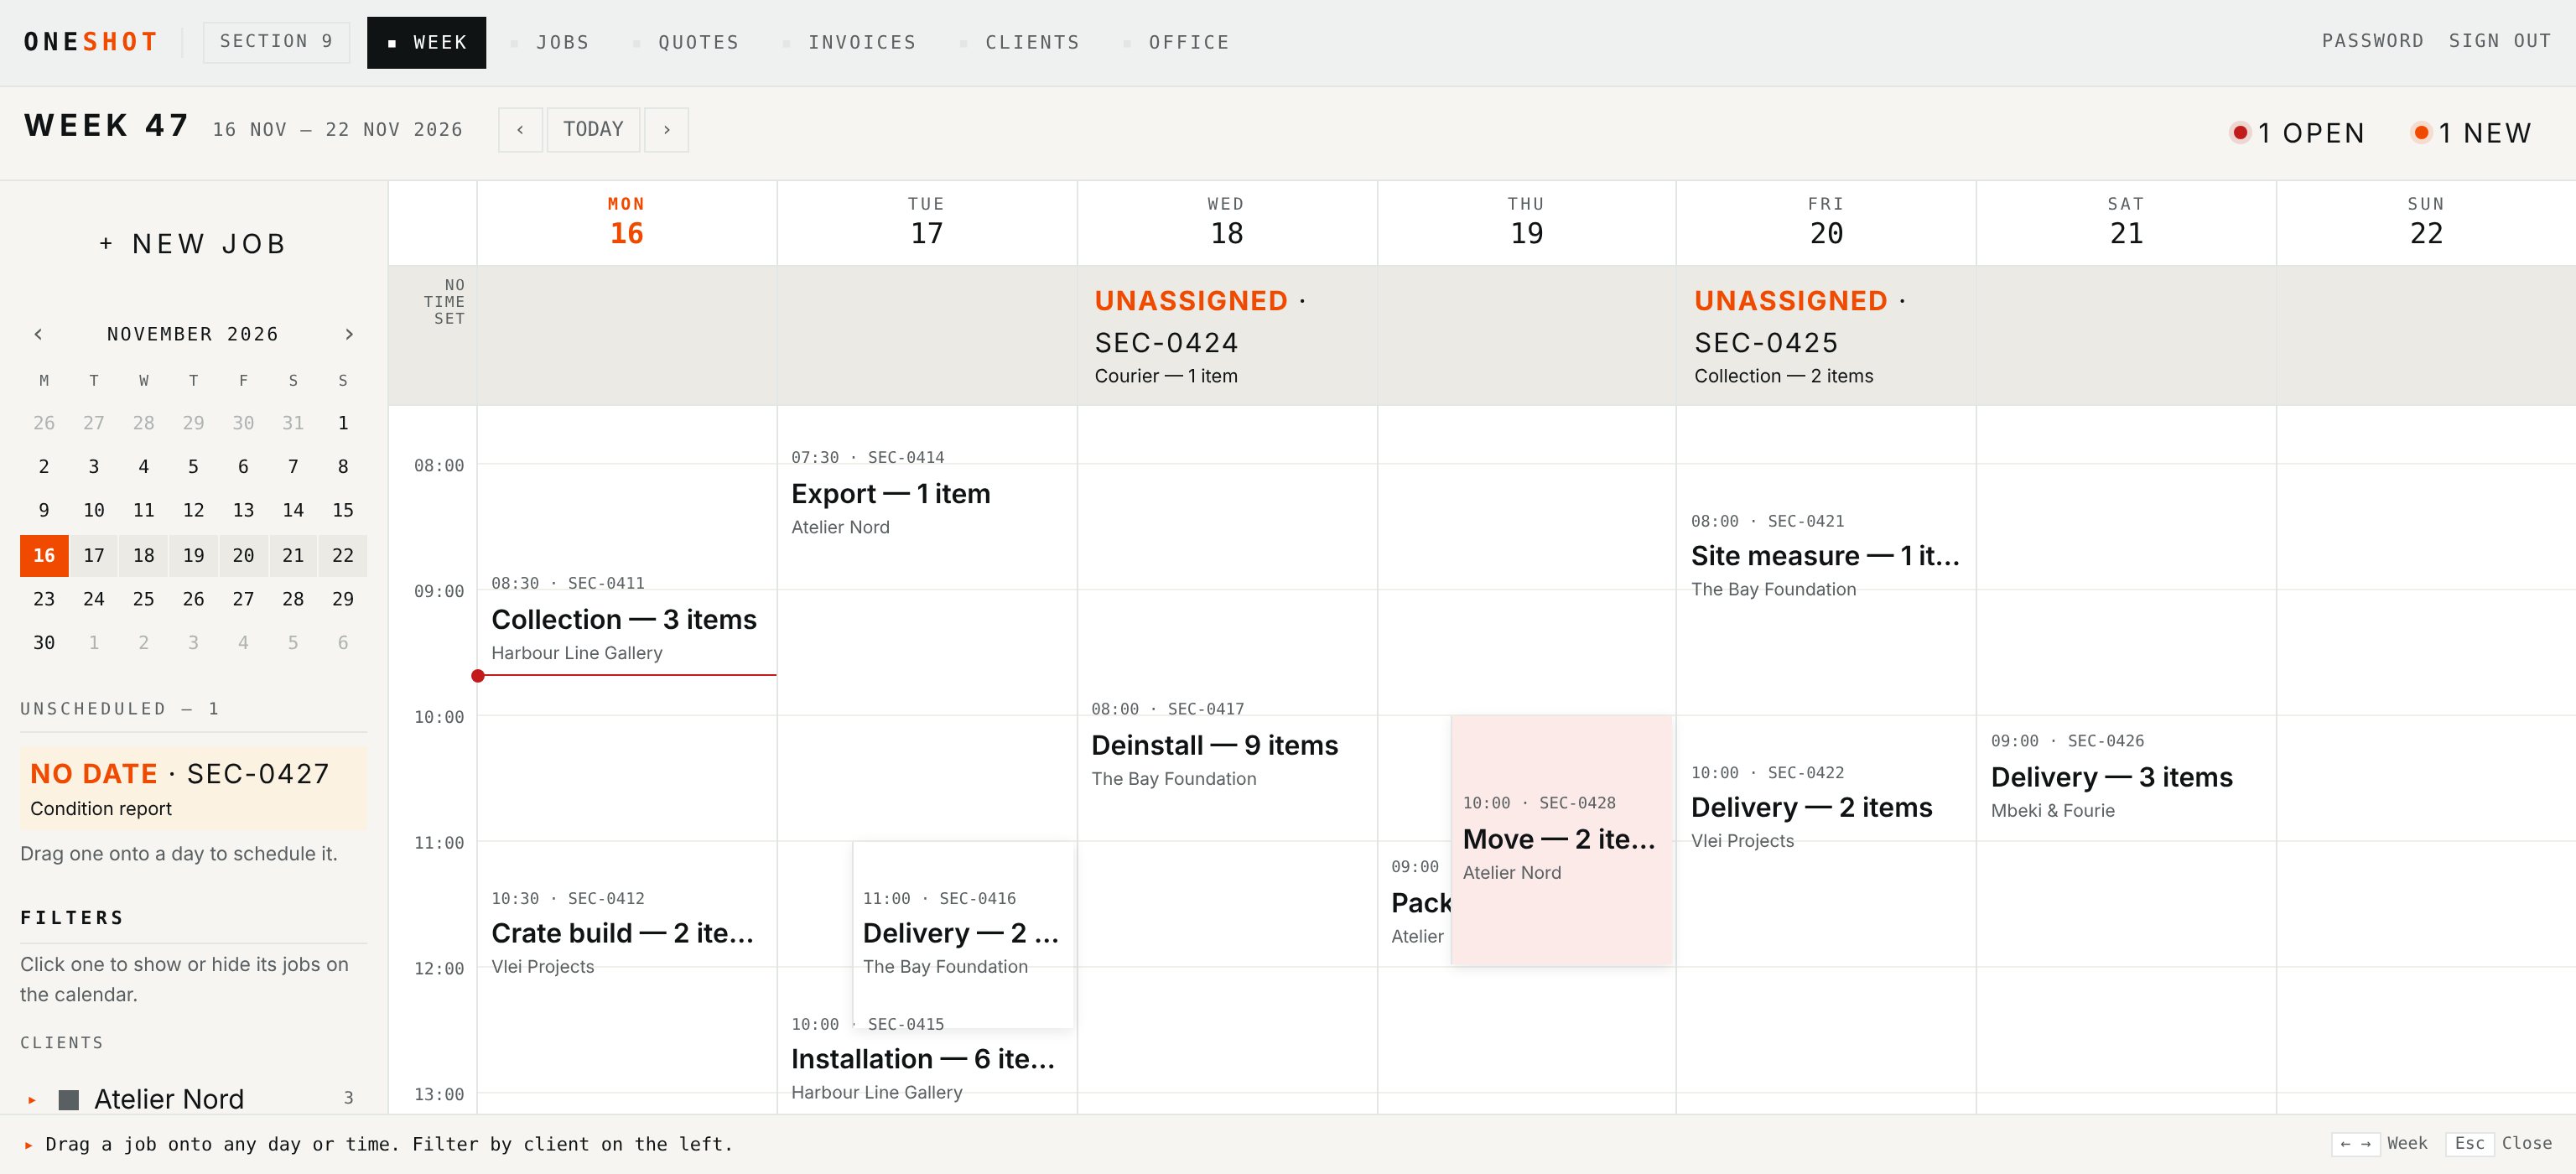 ONESHOT
SECTION 9
WEEK
JOBS
QUOTES
INVOICES
CLIENTS
OFFICE
PASSWORD
SIGN OUT
WEEK 47
16 NOV — 22 NOV 2026
‹
TODAY
›
1 OPEN
1 NEW
+ NEW JOB
‹ NOVEMBER 2026 ›
M T W T F S S
26 27 28 29 30 31 1
2 3 4 5 6 7 8
9 10 11 12 13 14 15
16 17 18 19 20 21 22
23 24 25 26 27 28 29
30 1 2 3 4 5 6
UNSCHEDULED — 1
NO DATE · SEC-0427
Condition report
Drag one onto a day to schedule it.
FILTERS
Click one to show or hide its jobs on
the calendar.
CLIENTS
▸ Atelier Nord 3
MON
16
TUE
17
WED
18
THU
19
FRI
20
SAT
21
SUN
22
NO
TIME
SET
UNASSIGNED ·
SEC-0424
Courier — 1 item
UNASSIGNED ·
SEC-0425
Collection — 2 items
08:00
09:00
10:00
11:00
12:00
13:00
08:30 · SEC-0411
Collection — 3 items
Harbour Line Gallery
10:30 · SEC-0412
Crate build — 2 ite...
Vlei Projects
07:30 · SEC-0414
Export — 1 item
Atelier Nord
11:00 · SEC-0416
Delivery — 2 ...
The Bay Foundation
10:00 · SEC-0415
Installation — 6 ite...
Harbour Line Gallery
08:00 · SEC-0417
Deinstall — 9 items
The Bay Foundation
09:00
Pack
Atelier
10:00 · SEC-0428
Move — 2 ite...
Atelier Nord
08:00 · SEC-0421
Site measure — 1 it...
The Bay Foundation
10:00 · SEC-0422
Delivery — 2 items
Vlei Projects
09:00 · SEC-0426
Delivery — 3 items
Mbeki & Fourie
▸ Drag a job onto any day or time. Filter by client on the left.
← → Week
Esc Close